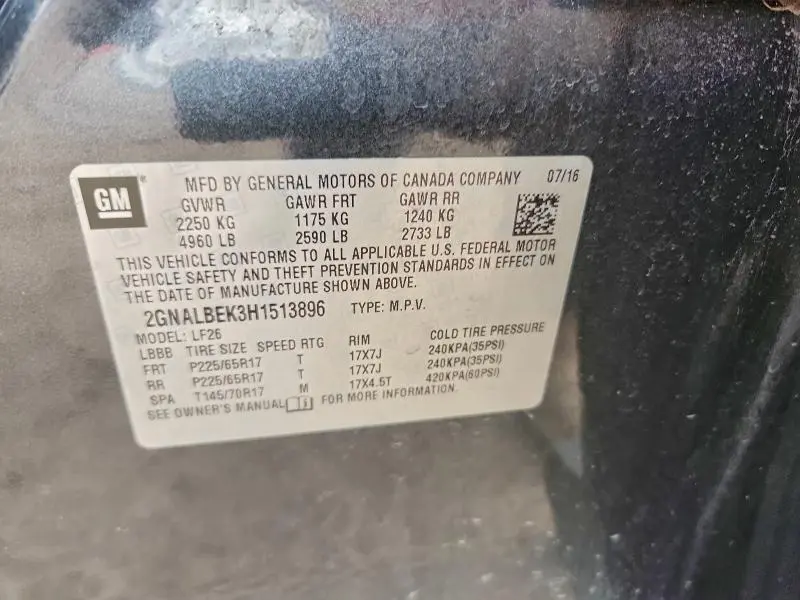 GM® MFD BY GENERAL MOTORS OF CANADA COMPANY 07/16
GVWR GAWR FRT GAWR RR
2250 KG 1175 KG 1240 KG
4960 LB 2590 LB 2733 LB
THIS VEHICLE CONFORMS TO ALL APPLICABLE U.S. FEDERAL MOTOR
VEHICLE SAFETY AND THEFT PREVENTION STANDARDS IN EFFECT ON
THE DATE OF MANUFACTURE SHOWN ABOVE.
2GNALBEK3H1513896 TYPE: M.P.V.
MODEL: LF26
LBBB TIRE SIZE SPEED RTG RIM COLD TIRE PRESSURE
FRT P225/65R17 T 17X7J 240KPA(35PSI)
RR P225/65R17 T 17X7J 240KPA(35PSI)
SPA T145/70R17 M 17X4.5T 420KPA(60PSI)
SEE OWNER'S MANUAL FOR MORE INFORMATION.